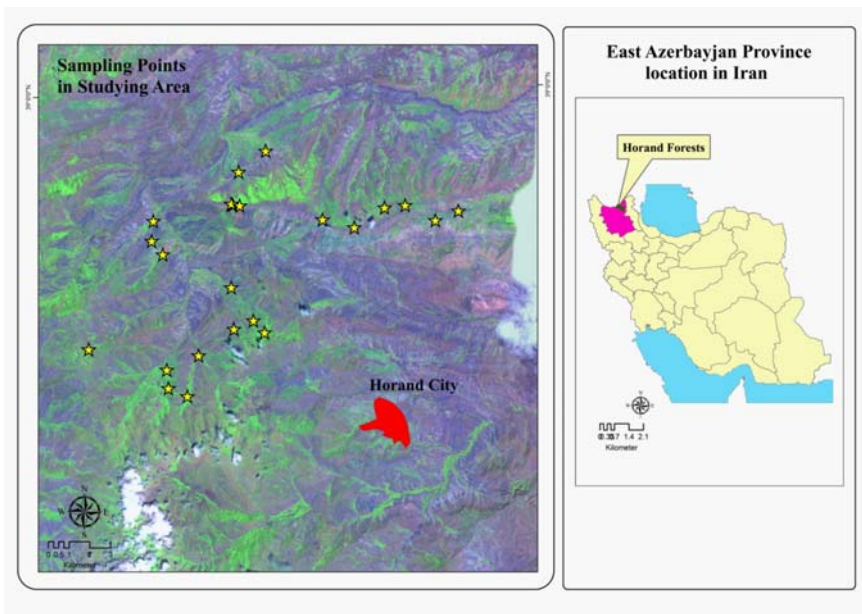 Sampling Points
in Studying Area
Horand City
N
W E
S
Kilometer
East Azerbayjan Province
location in Iran
Horand Forests
Kilometer